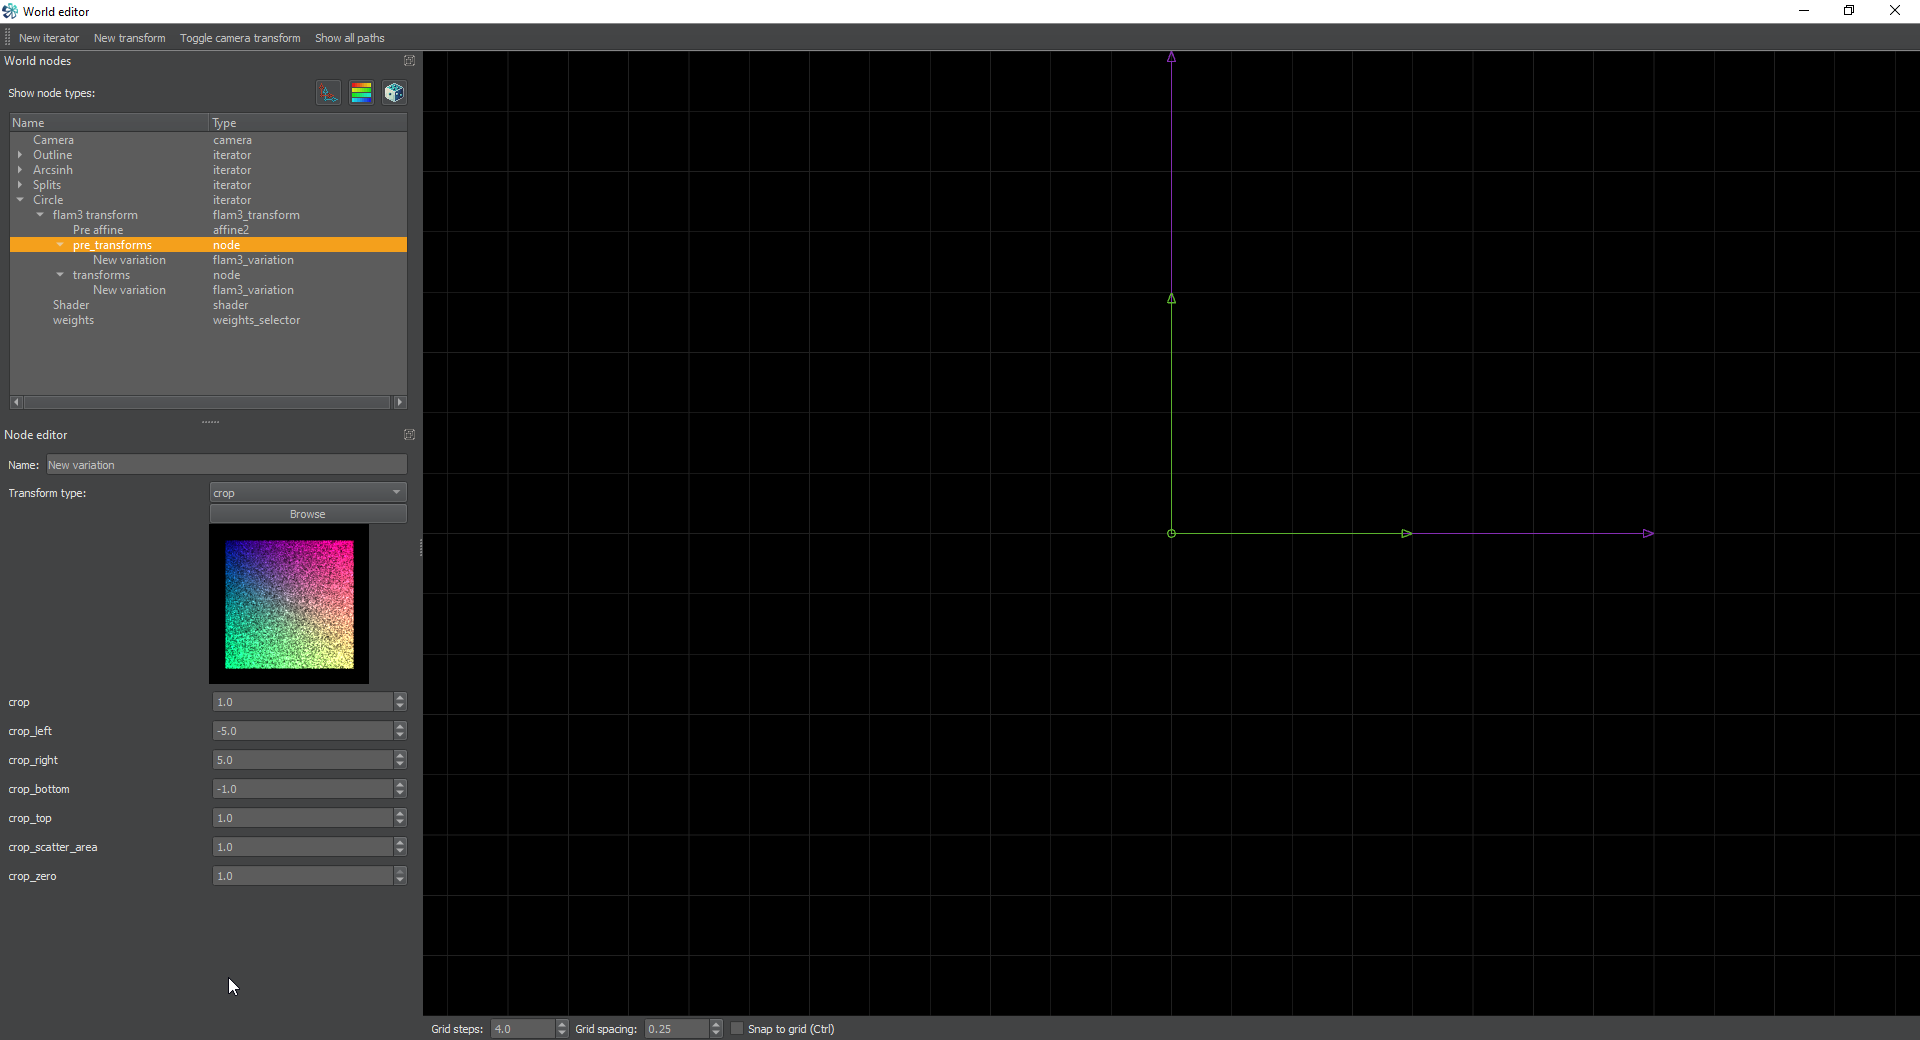 World editor
New iterator New transform Toggle camera transform Show all paths
World nodes
Show node types:
Name Type
Camera camera
Outline iterator
Arcsinh iterator
Splits iterator
Circle iterator
flam3 transform flam3_transform
Pre affine affine2
pre_transforms node
New variation flam3_variation
transforms node
New variation flam3_variation
Shader shader
weights weights_selector
Node editor
Name: New variation
Transform type: crop
Browse
crop 1.0
crop_left -5.0
crop_right 5.0
crop_bottom -1.0
crop_top 1.0
crop_scatter_area 1.0
crop_zero 1.0
Grid steps: 4.0 Grid spacing: 0.25 Snap to grid (Ctrl)